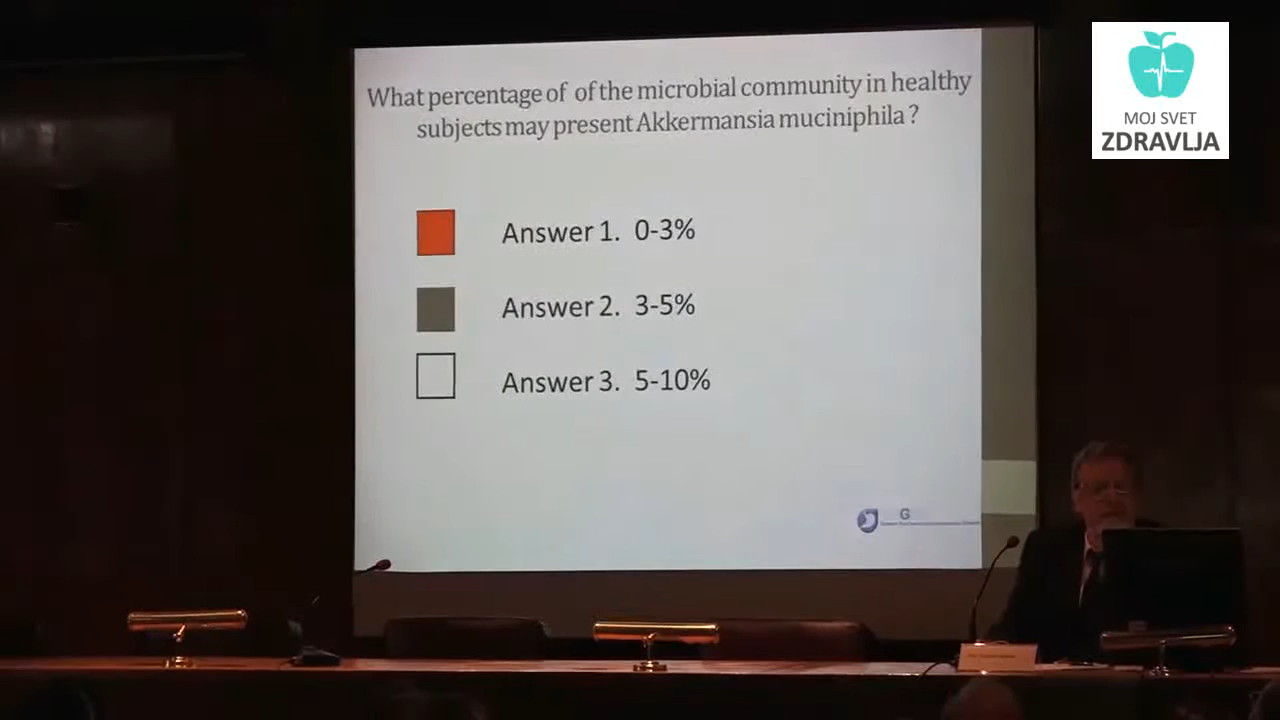 What percentage of of the microbial community in healthy
subjects may present Akkermansia muciniphila ?
Answer 1. 0-3%
Answer 2. 3-5%
Answer 3. 5-10%
G
MOJ SVET
ZDRAVLJA